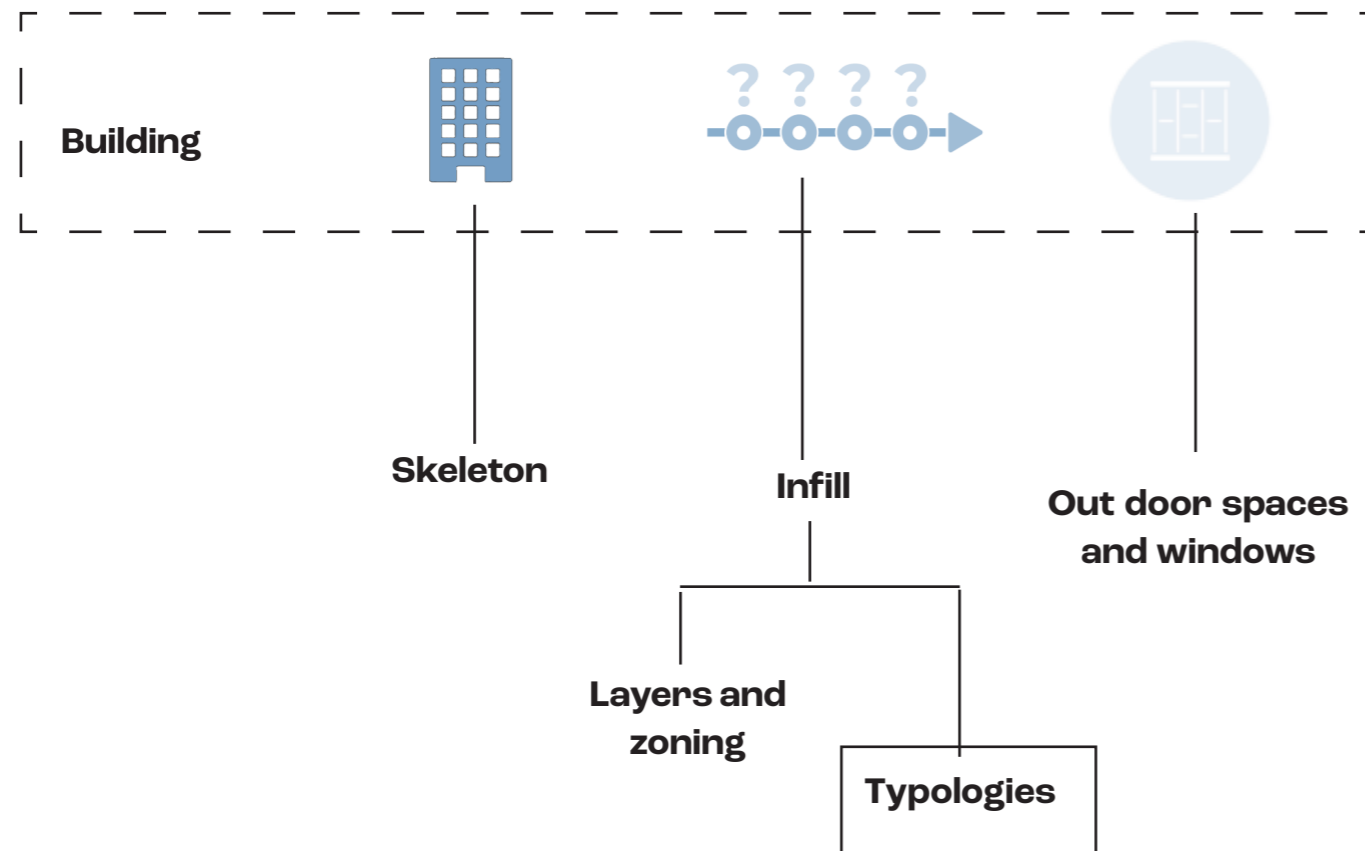 ? ? ? ?
Building
Skeleton
Infill
Out door spaces
and windows
Layers and
zoning
Typologies